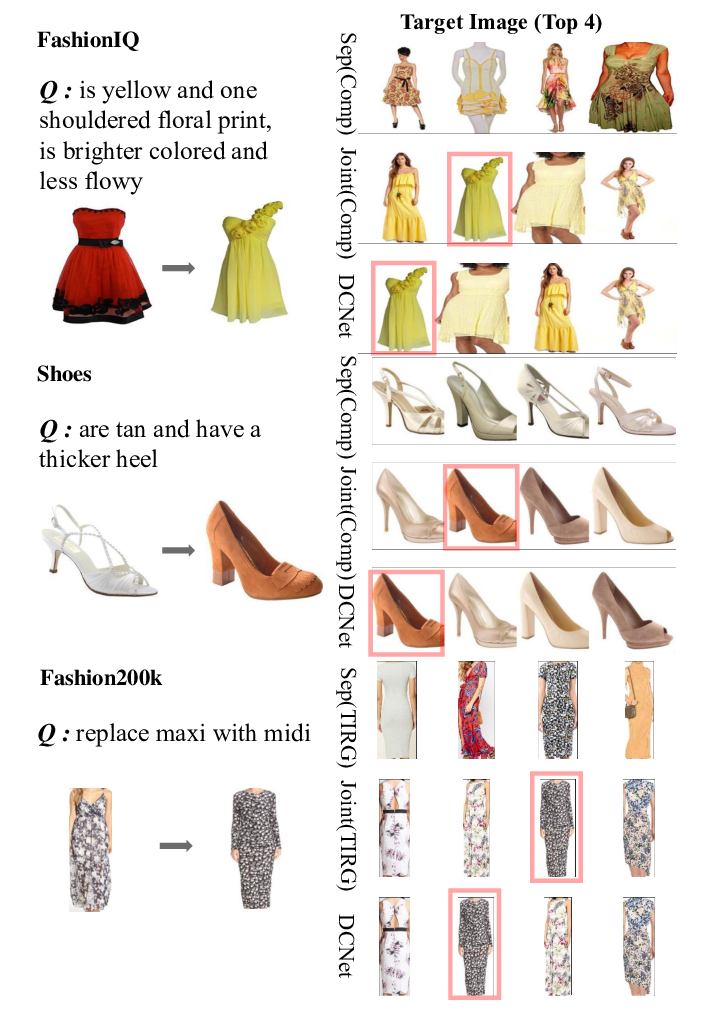 Target Image (Top 4)
FashionIQ
Q : is yellow and one
shouldered floral print,
is brighter colored and
less flowy
Sep(Comp)
Joint(Comp)
DCNet
Shoes
Q : are tan and have a
thicker heel
Sep(Comp)
Joint(Comp)
DCNet
Fashion200k
Q : replace maxi with midi
Sep(TIRG)
Joint(TIRG)
DCNet